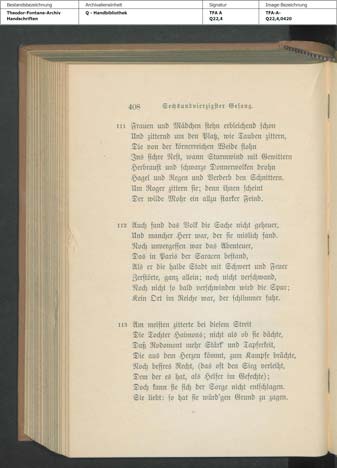 Bestandsbezeichnung Archivalieneinheit Signatur Image-Bezeichnung
Theodor-Fontane-Archiv Q - Handbibliothek TFA A TFA-A-
Handschriften Q22,4 Q22,4,0420
408 Sechsundvierzigster Gesang.
111 Frauen und Mädchen stehn erbleichend schon
Und zitternd um den Platz, wie Tauben zittern,
Die von der körnerreichen Weide flohn
Ins sichre Nest, wann Sturmwind mit Gewittern
Herbraust und schwarze Donnerwolken drohn
Hagel und Regen und Verderb den Schnittern.
Um Roger zittern sie; denn ihnen scheint
Der wilde Mohr ein allzu starker Feind.
112 Auch fand das Volk die Sache nicht geheuer,
Und mancher Herr war, der sie mislich fand.
Noch unvergessen war das Abenteuer,
Das in Paris der Saracen bestand,
Als er die halbe Stadt mit Schwert und Feuer
Zerstörte, ganz allein; noch nicht verschwand,
Noch nicht so bald verschwinden wird die Spur;
Kein Ort im Reiche war, der schlimmer fuhr.
113 Am meisten zitterte bei diesem Streit
Die Tochter Haimons; nicht als ob sie dächte,
Daß Rodomont mehr Stärk' und Tapferkeit,
Die aus dem Herzen kömmt, zum Kampfe brächte,
Noch bessres Recht, (das oft den Sieg verleiht,
Dem der es hat, als Helfer im Gefechte);
Doch kann sie sich der Sorge nicht entschlagen.
Sie liebt: so hat sie würd'gen Grund zu zagen.